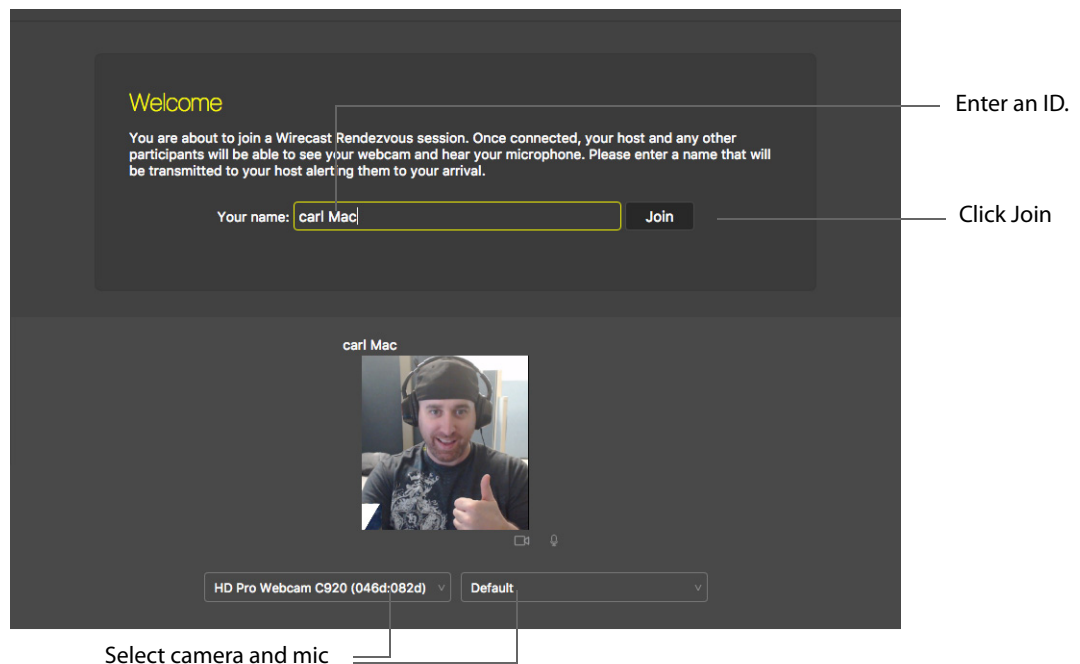 Welcome
Enter an ID.
You are about to join a Wirecast Rendezvous session. Once connected, your host and any other
participants will be able to see your webcam and hear your microphone. Please enter a name that will
be transmitted to your host alerting them to your arrival.
Your name: carl Mac Join
Click Join
carl Mac
HD Pro Webcam C920 (046d:082d) Default
Select camera and mic